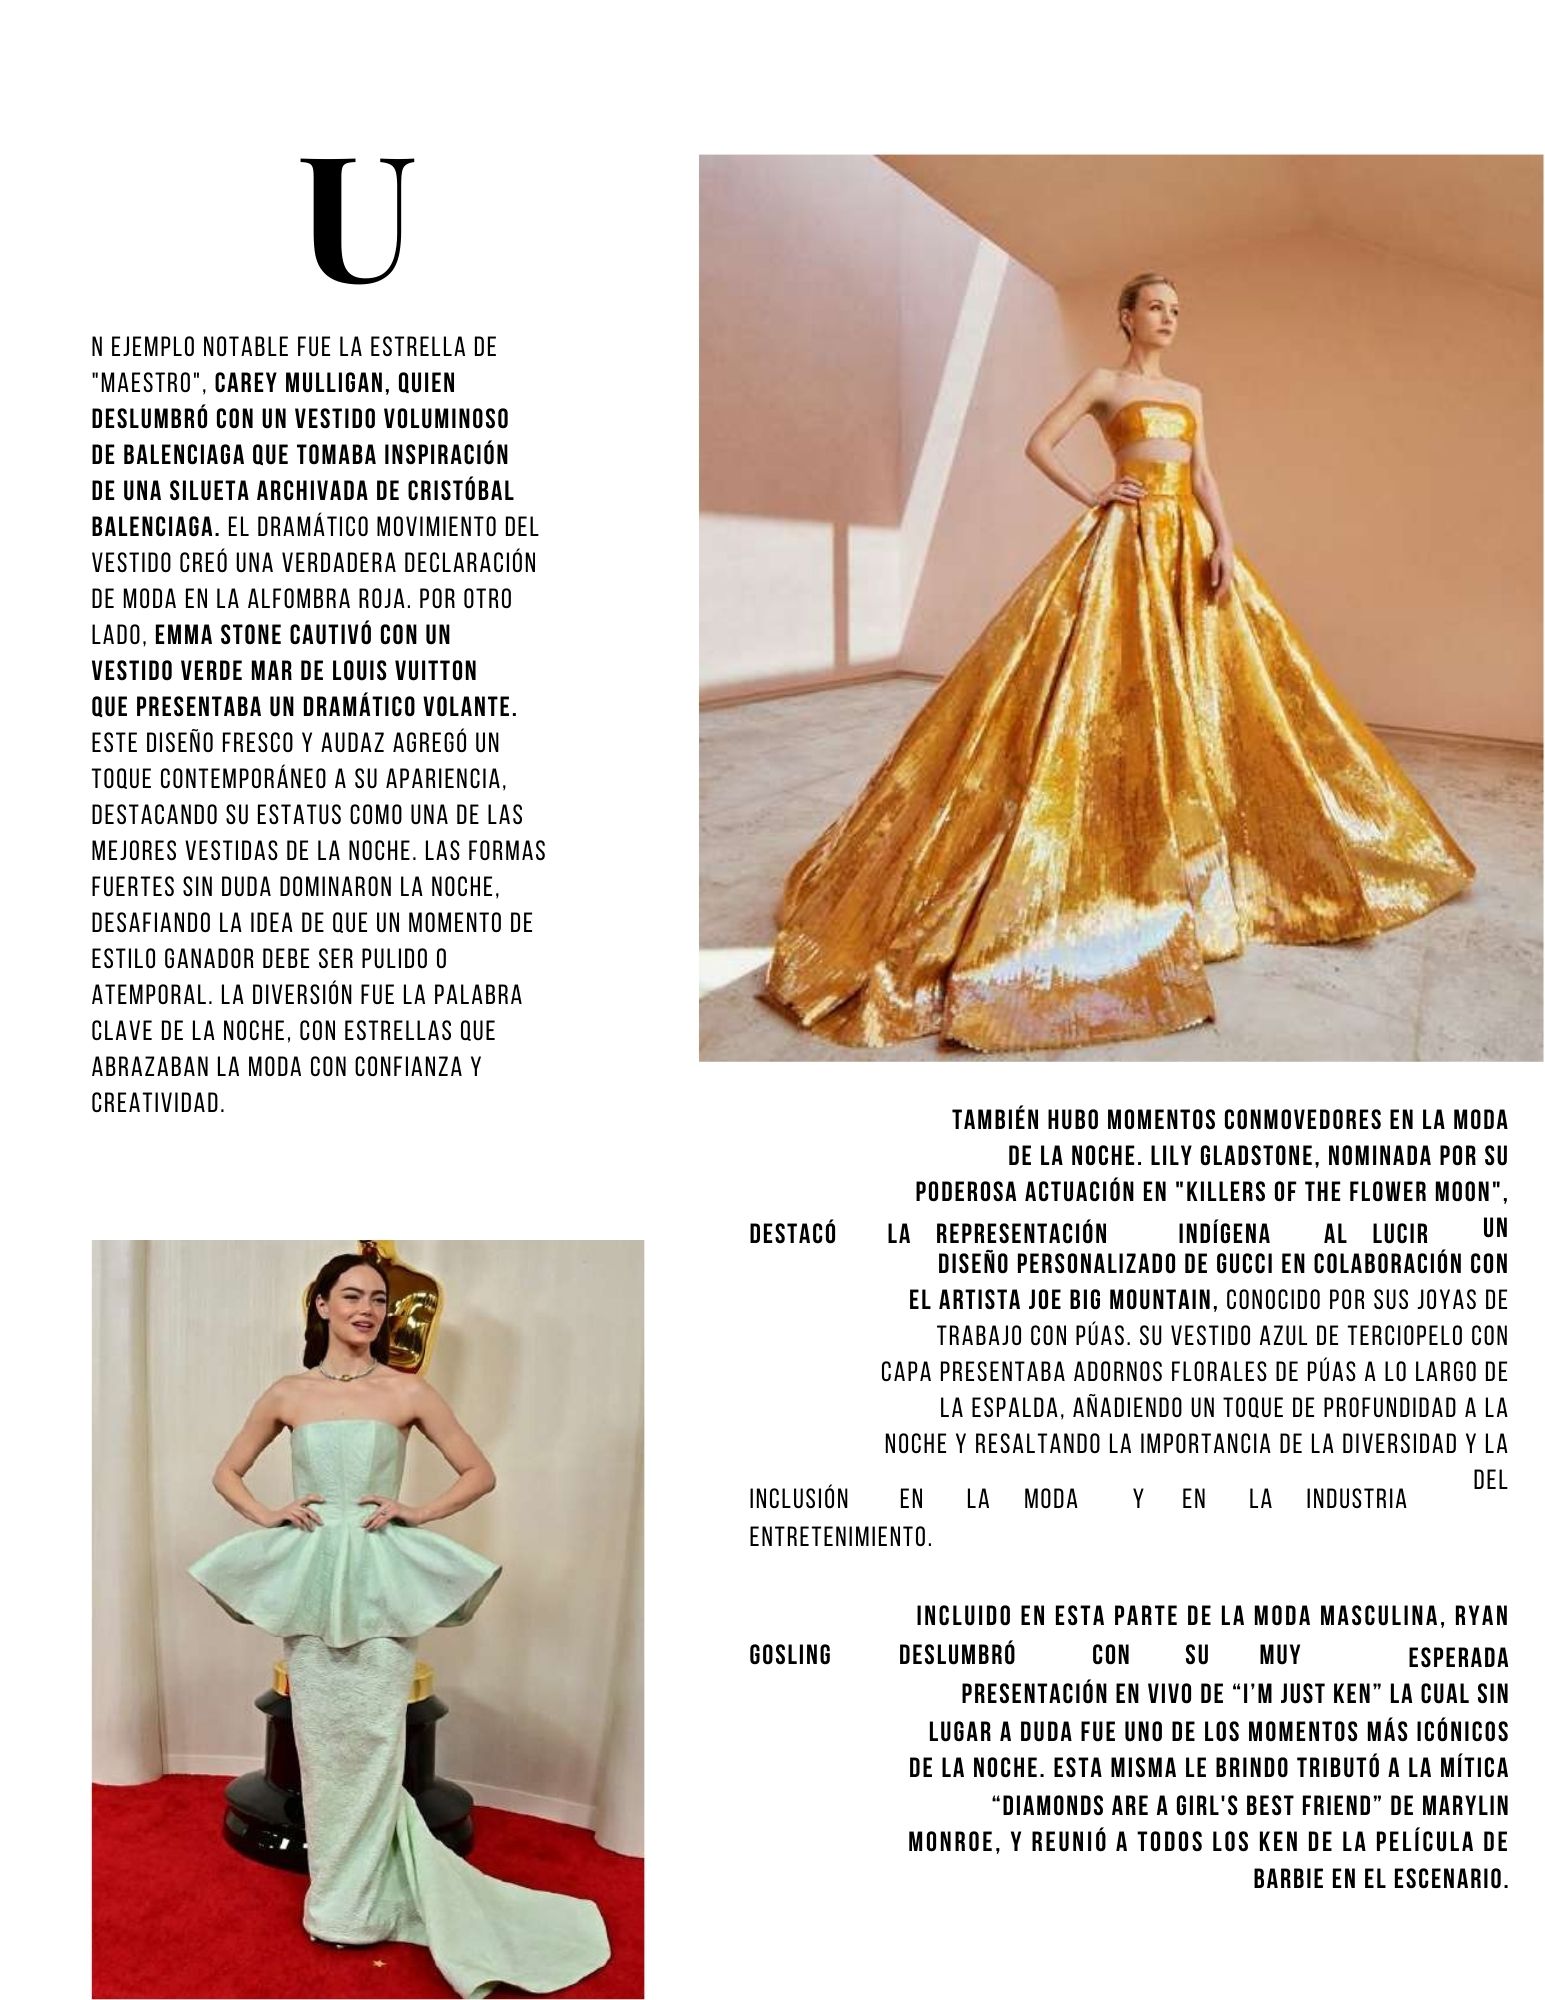 U
N EJEMPLO NOTABLE FUE LA ESTRELLA DE
"MAESTRO", CAREY MULLIGAN, QUIEN
DESLUMBRÓ CON UN VESTIDO VOLUMINOSO
DE BALENCIAGA QUE TOMABA INSPIRACIÓN
DE UNA SILUETA ARCHIVADA DE CRISTÓBAL
BALENCIAGA. EL DRAMÁTICO MOVIMIENTO DEL
VESTIDO CREÓ UNA VERDADERA DECLARACIÓN
DE MODA EN LA ALFOMBRA ROJA. POR OTRO
LADO, EMMA STONE CAUTIVÓ CON UN
VESTIDO VERDE MAR DE LOUIS VUITTON
QUE PRESENTABA UN DRAMÁTICO VOLANTE.
ESTE DISEÑO FRESCO Y AUDAZ AGREGÓ UN
TOQUE CONTEMPORÁNEO A SU APARIENCIA,
DESTACANDO SU ESTATUS COMO UNA DE LAS
MEJORES VESTIDAS DE LA NOCHE. LAS FORMAS
FUERTES SIN DUDA DOMINARON LA NOCHE,
DESAFIANDO LA IDEA DE QUE UN MOMENTO DE
ESTILO GANADOR DEBE SER PULIDO O
ATEMPORAL. LA DIVERSIÓN FUE LA PALABRA
CLAVE DE LA NOCHE, CON ESTRELLAS QUE
ABRAZABAN LA MODA CON CONFIANZA Y
CREATIVIDAD.
TAMBIÉN HUBO MOMENTOS CONMOVEDORES EN LA MODA
DE LA NOCHE. LILY GLADSTONE, NOMINADA POR SU
PODEROSA ACTUACIÓN EN "KILLERS OF THE FLOWER MOON",
DESTACÓ LA REPRESENTACIÓN INDÍGENA AL LUCIR UN
DISEÑO PERSONALIZADO DE GUCCI EN COLABORACIÓN CON
EL ARTISTA JOE BIG MOUNTAIN, CONOCIDO POR SUS JOYAS DE
TRABAJO CON PÚAS. SU VESTIDO AZUL DE TERCIOPELO CON
CAPA PRESENTABA ADORNOS FLORALES DE PÚAS A LO LARGO DE
LA ESPALDA, AÑADIENDO UN TOQUE DE PROFUNDIDAD A LA
NOCHE Y RESALTANDO LA IMPORTANCIA DE LA DIVERSIDAD Y LA
INCLUSIÓN EN LA MODA Y EN LA INDUSTRIA DEL
ENTRETENIMIENTO.
INCLUIDO EN ESTA PARTE DE LA MODA MASCULINA, RYAN
GOSLING DESLUMBRÓ CON SU MUY ESPERADA
PRESENTACIÓN EN VIVO DE “I’M JUST KEN” LA CUAL SIN
LUGAR A DUDA FUE UNO DE LOS MOMENTOS MÁS ICÓNICOS
DE LA NOCHE. ESTA MISMA LE BRINDO TRIBUTÓ A LA MÍTICA
“DIAMONDS ARE A GIRL'S BEST FRIEND” DE MARYLIN
MONROE, Y REUNIÓ A TODOS LOS KEN DE LA PELÍCULA DE
BARBIE EN EL ESCENARIO.